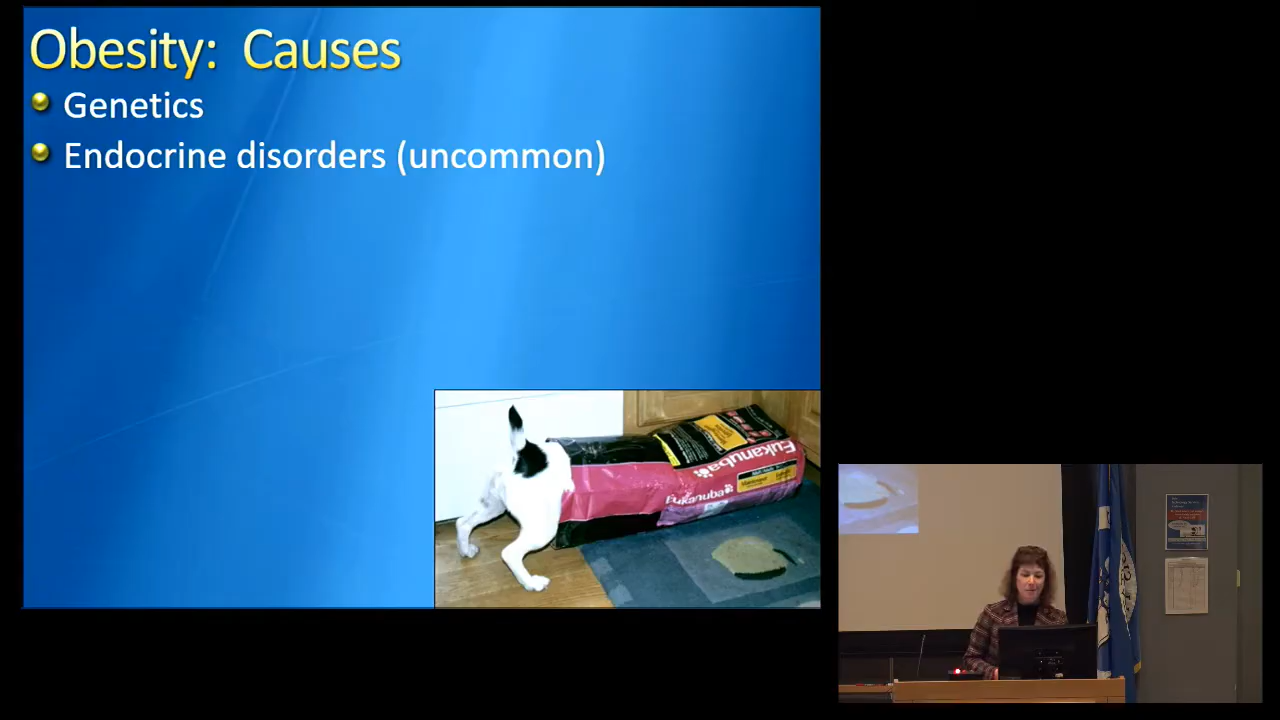 Obesity: Causes
Genetics
Endocrine disorders (uncommon)
Eukanuba
Eukanuba